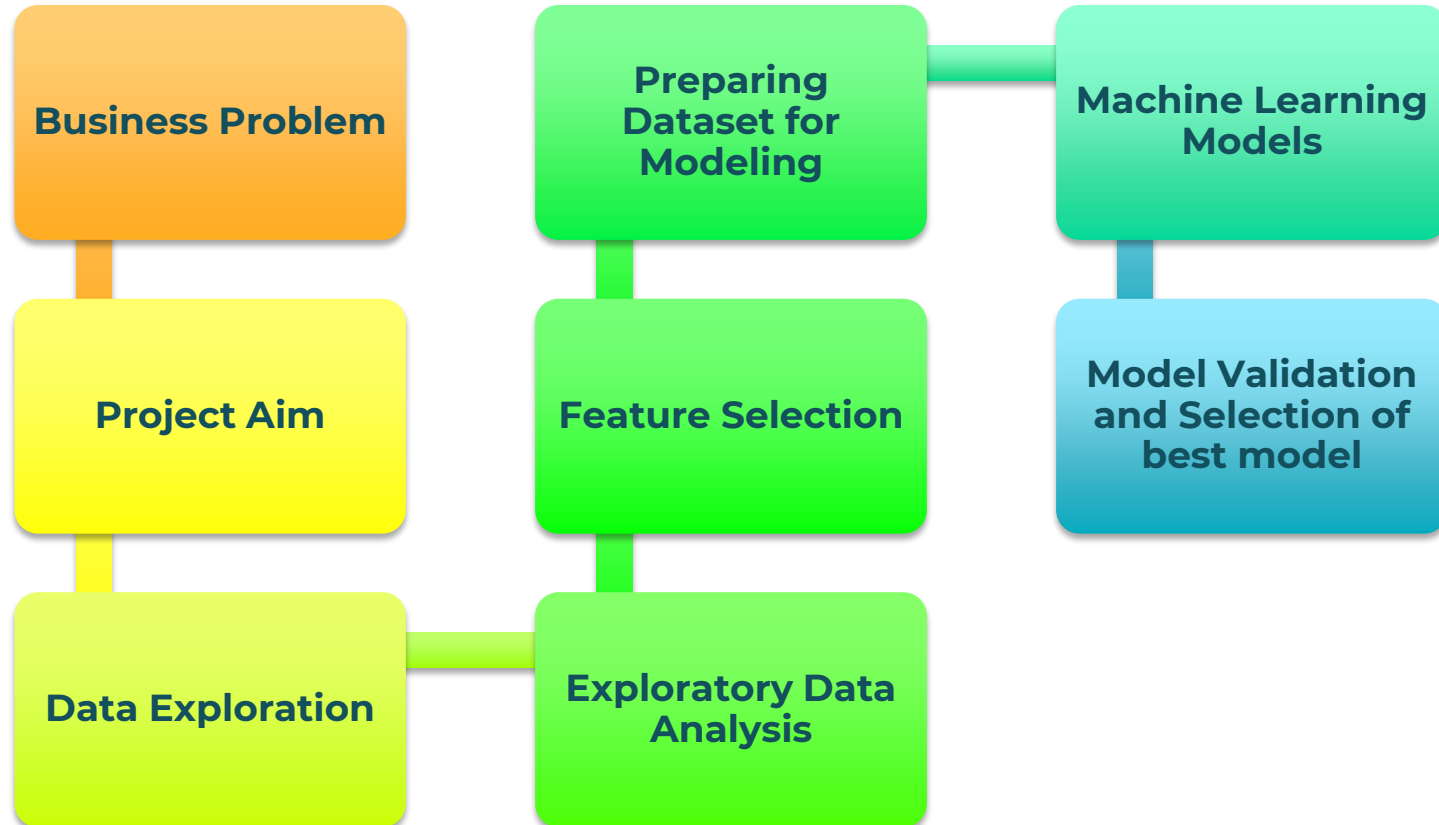 Business Problem
Project Aim
Data Exploration
Exploratory Data
Analysis
Feature Selection
Preparing
Dataset for
Modeling
Machine Learning
Models
Model Validation
and Selection of
best model